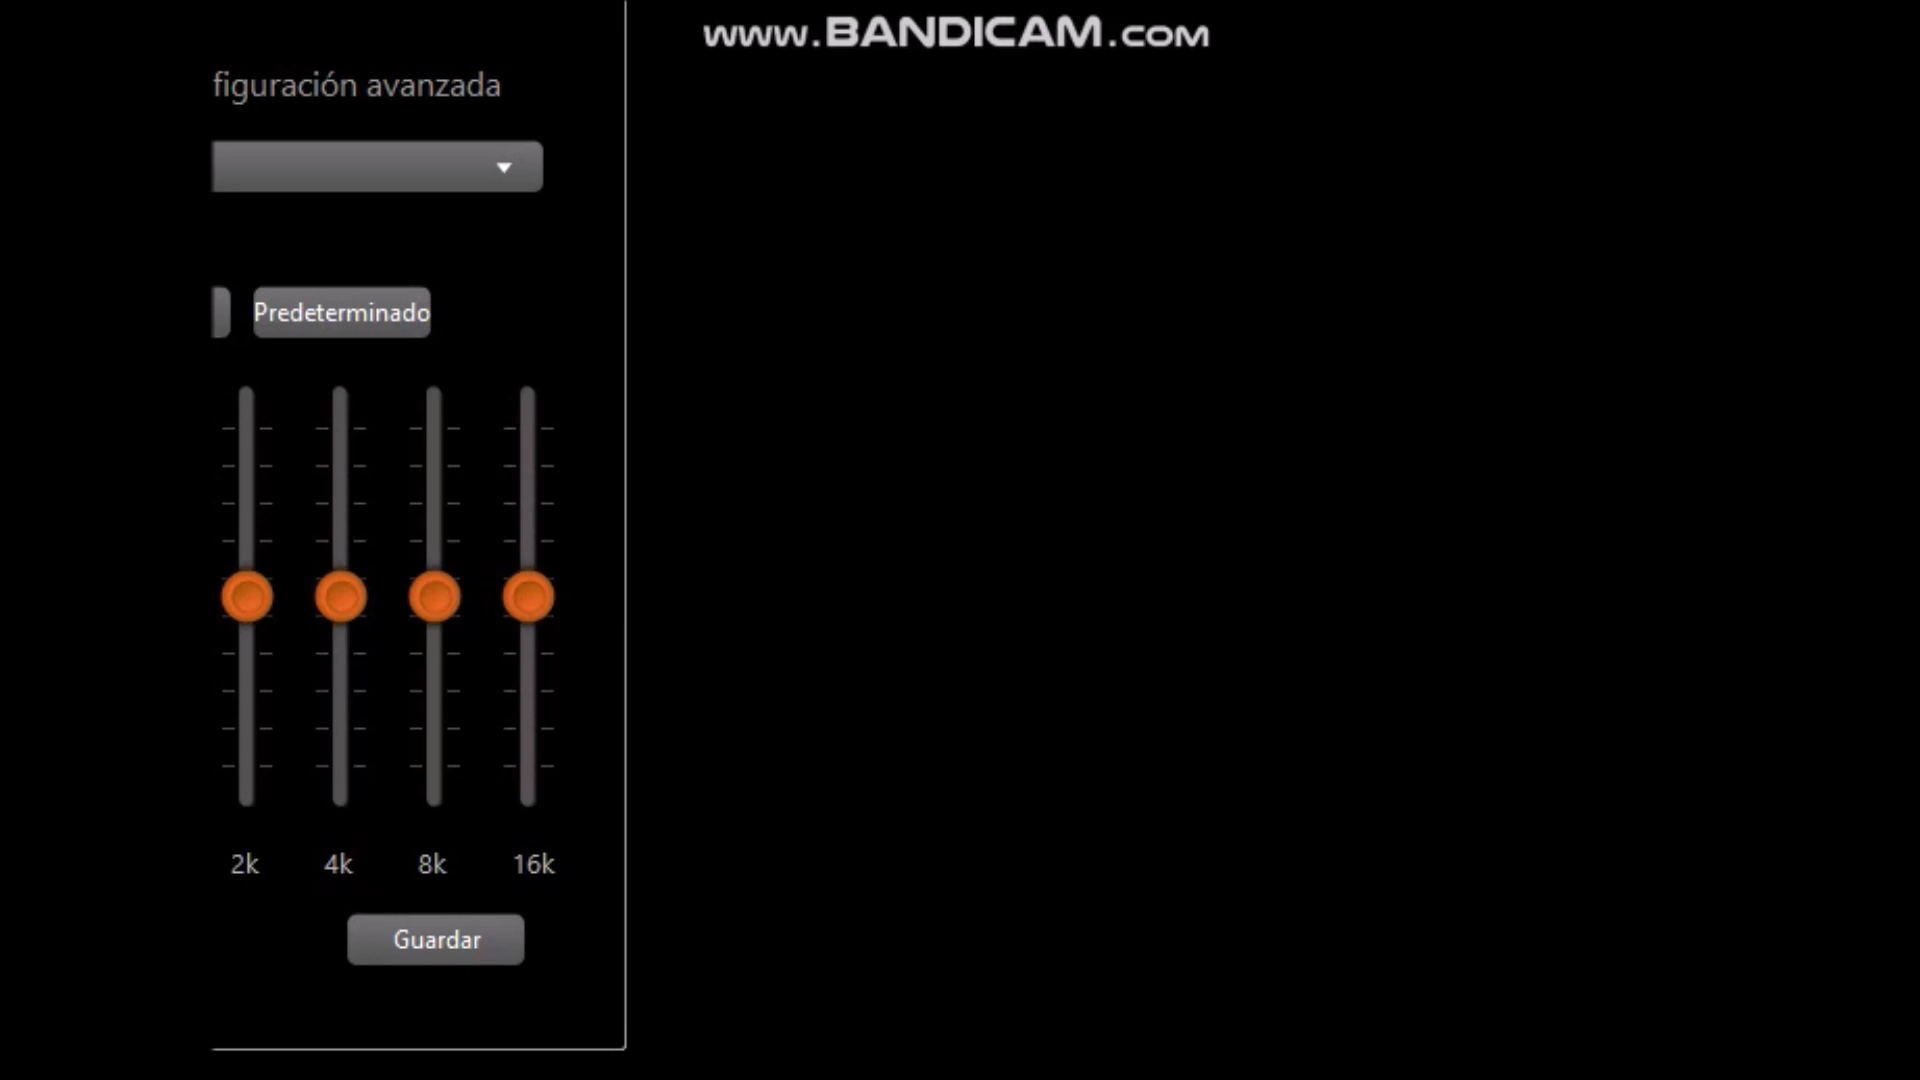 www.BANDICAM.com
figuración avanzada
Predeterminado
2k 4k 8k 16k
Guardar